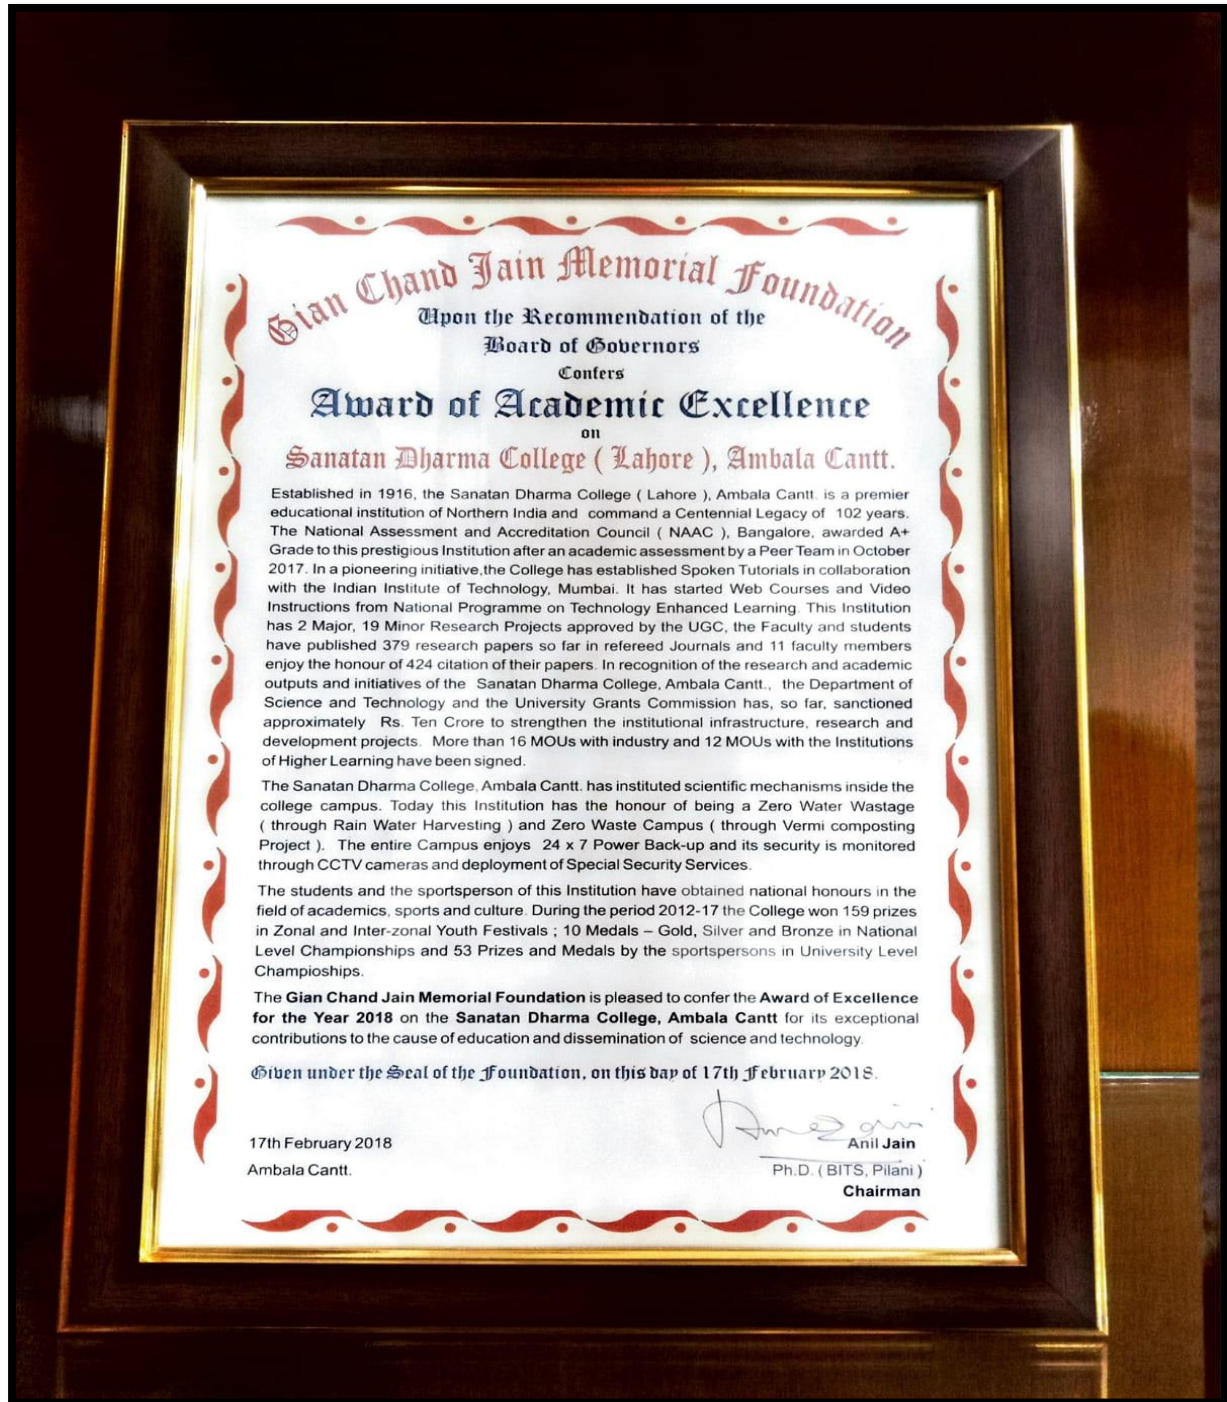 Gian Chand Jain Memorial Foundation
Upon the Recommendation of the
Board of Governors
Confers
Award of Academic Excellence
on
Sanatan Dharma College ( Lahore ), Ambala Cantt.
Established in 1916, the Sanatan Dharma College ( Lahore ), Ambala Cantt. is a premier
educational institution of Northern India and command a Centennial Legacy of 102 years.
The National Assessment and Accreditation Council ( NAAC ), Bangalore, awarded A+
Grade to this prestigious Institution after an academic assessment by a Peer Team in October
2017. In a pioneering initiative,the College has established Spoken Tutorials in collaboration
with the Indian Institute of Technology, Mumbai. It has started Web Courses and Video
Instructions from National Programme on Technology Enhanced Learning. This Institution
has 2 Major, 19 Minor Research Projects approved by the UGC, the Faculty and students
have published 379 research papers so far in refereed Journals and 11 faculty members
enjoy the honour of 424 citation of their papers. In recognition of the research and academic
outputs and initiatives of the Sanatan Dharma College, Ambala Cantt., the Department of
Science and Technology and the University Grants Commission has, so far, sanctioned
approximately Rs. Ten Crore to strengthen the institutional infrastructure, research and
development projects. More than 16 MOUs with industry and 12 MOUs with the Institutions
of Higher Learning have been signed.
The Sanatan Dharma College, Ambala Cantt. has instituted scientific mechanisms inside the
college campus. Today this Institution has the honour of being a Zero Water Wastage
( through Rain Water Harvesting ) and Zero Waste Campus ( through Vermi composting
Project ). The entire Campus enjoys 24 x 7 Power Back-up and its security is monitored
through CCTV cameras and deployment of Special Security Services.
The students and the sportsperson of this Institution have obtained national honours in the
field of academics, sports and culture. During the period 2012-17 the College won 159 prizes
in Zonal and Inter-zonal Youth Festivals ; 10 Medals – Gold, Silver and Bronze in National
Level Championships and 53 Prizes and Medals by the sportspersons in University Level
Champioships.
The Gian Chand Jain Memorial Foundation is pleased to confer the Award of Excellence
for the Year 2018 on the Sanatan Dharma College, Ambala Cantt for its exceptional
contributions to the cause of education and dissemination of science and technology.
Given under the Seal of the Foundation, on this day of 17th February 2018.
17th February 2018
Anil Jain
Ambala Cantt.
Ph.D. ( BITS, Pilani )
Chairman